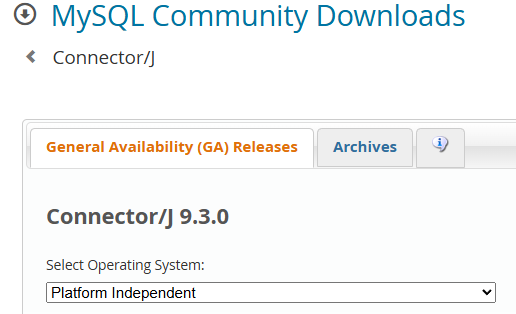 MySQL Community Downloads
Connector/J
General Availability (GA) Releases
Archives
Connector/J 9.3.0
Select Operating System:
Platform Independent